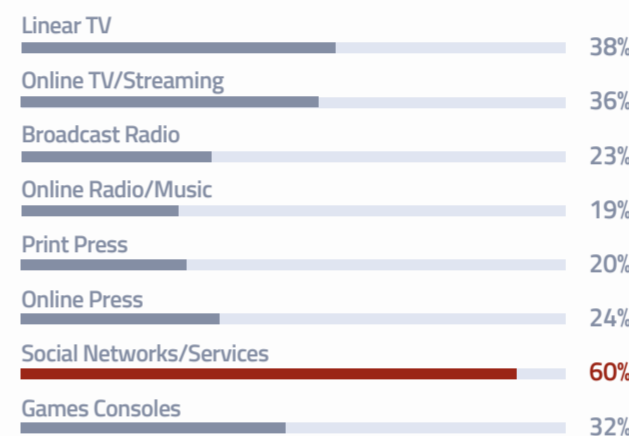 Linear TV
38%
Online TV/Streaming
36%
Broadcast Radio
23%
Online Radio/Music
19%
Print Press
20%
Online Press
24%
Social Networks/Services
60%
Games Consoles
32%